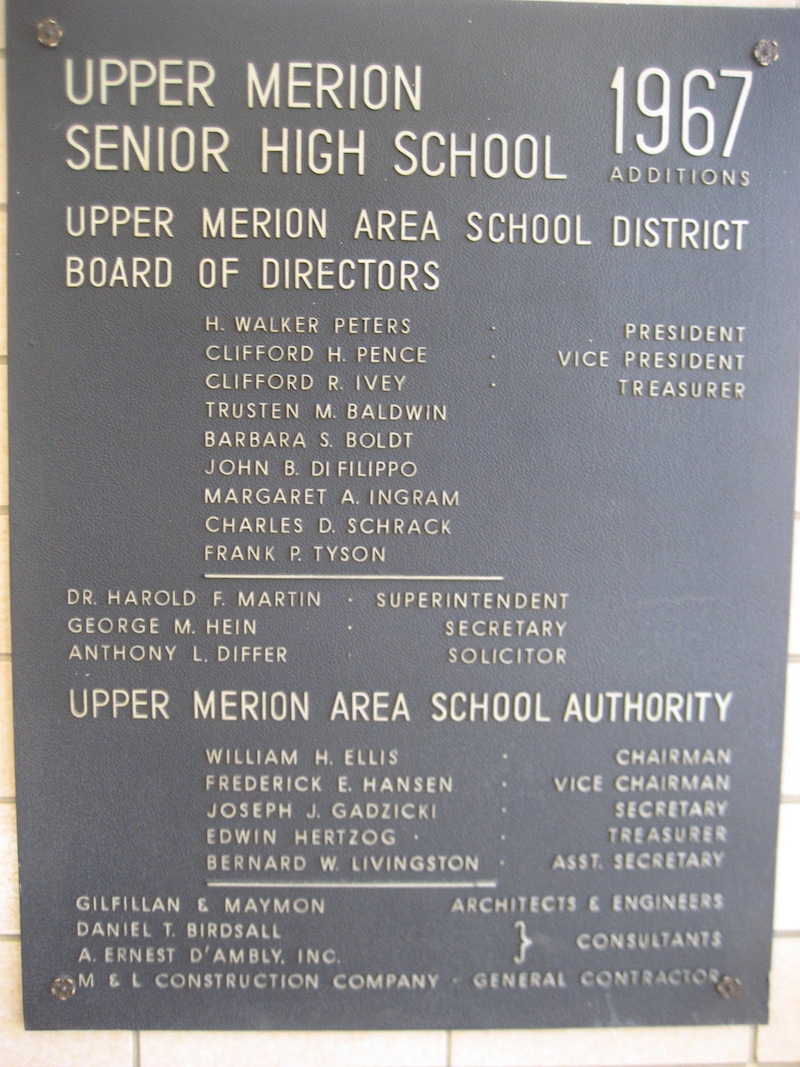 UPPER MERION
SENIOR HIGH SCHOOL
1967
ADDITIONS
UPPER MERION AREA SCHOOL DISTRICT
BOARD OF DIRECTORS
H. WALKER PETERS · PRESIDENT
CLIFFORD H. PENCE · VICE PRESIDENT
CLIFFORD R. IVEY · TREASURER
TRUSTEN M. BALDWIN
BARBARA S. BOLDT
JOHN B. DI FILIPPO
MARGARET A. INGRAM
CHARLES D. SCHRACK
FRANK P. TYSON
DR. HAROLD F. MARTIN · SUPERINTENDENT
GEORGE M. HEIN · SECRETARY
ANTHONY L. DIFFER · SOLICITOR
UPPER MERION AREA SCHOOL AUTHORITY
WILLIAM H. ELLIS · CHAIRMAN
FREDERICK E. HANSEN · VICE CHAIRMAN
JOSEPH J. GADZICKI · SECRETARY
EDWIN HERTZOG · · TREASURER
BERNARD W. LIVINGSTON · ASST. SECRETARY
GILFILLAN & MAYMON ARCHITECTS & ENGINEERS
DANIEL T. BIRDSALL
A. ERNEST D'AMBLY, INC. } CONSULTANTS
M & L CONSTRUCTION COMPANY · GENERAL CONTRACTOR